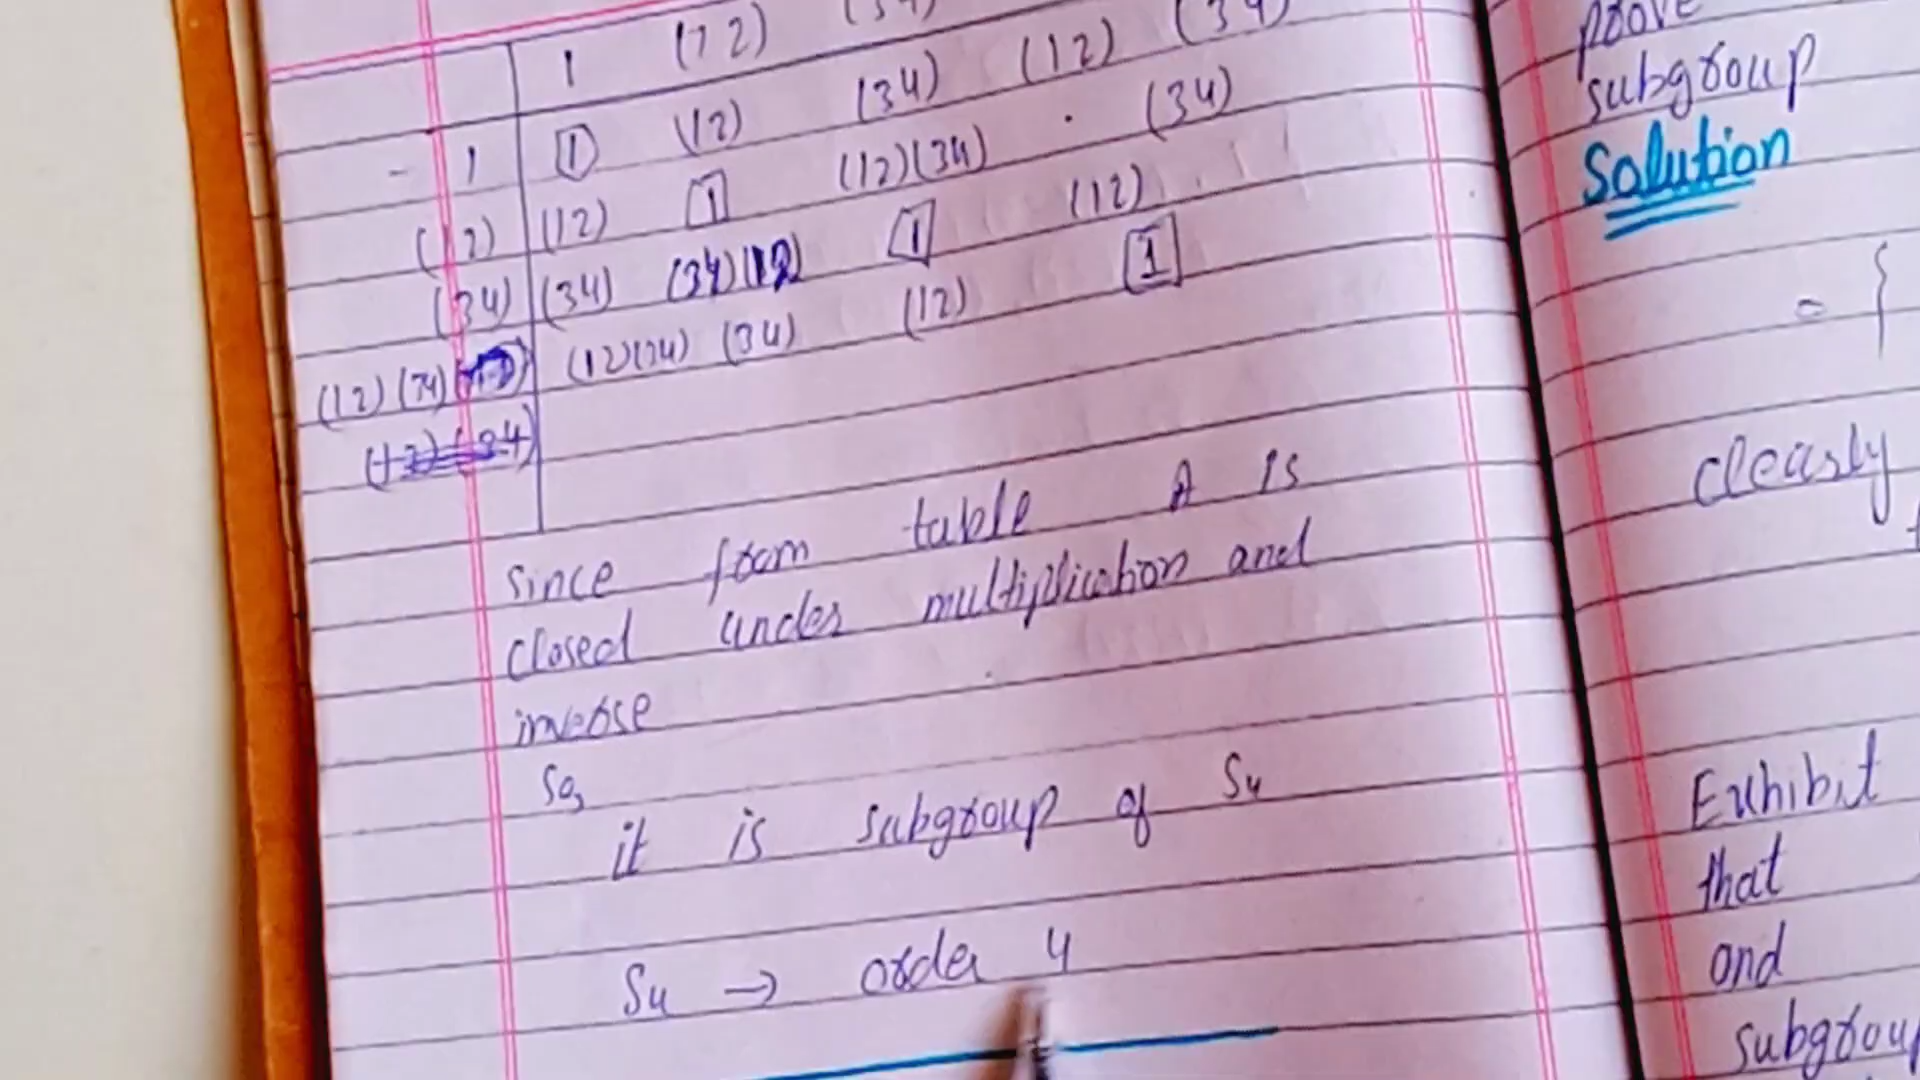 1 (12) (34)
(12) (34)
- 1 1 (12) (34)
(12) (12) 1 (12)(34) . (34)
(34) (34) (34)(12) 1 (12)
(12)(34) (12)(34) (34) (12) 1
(12)(34)
since from table A is
closed under multiplication and
inverse
So,
it is subgroup of S4
S4 → order 4
prove
subgroup
Solution
= {
clearly
Exhibit
that
and
subgroup